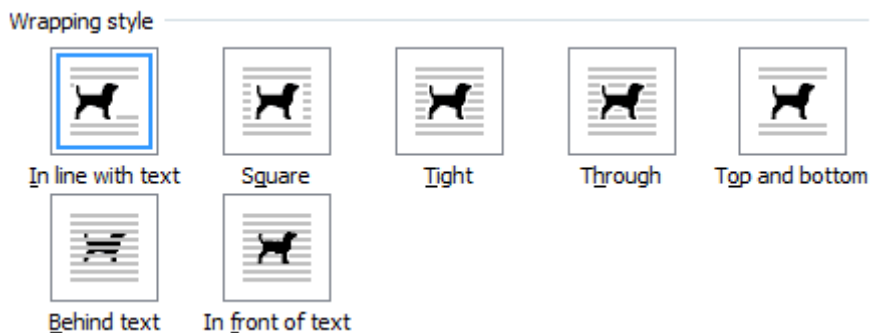 Wrapping style
In line with text
Square
Tight
Through
Top and bottom
Behind text
In front of text